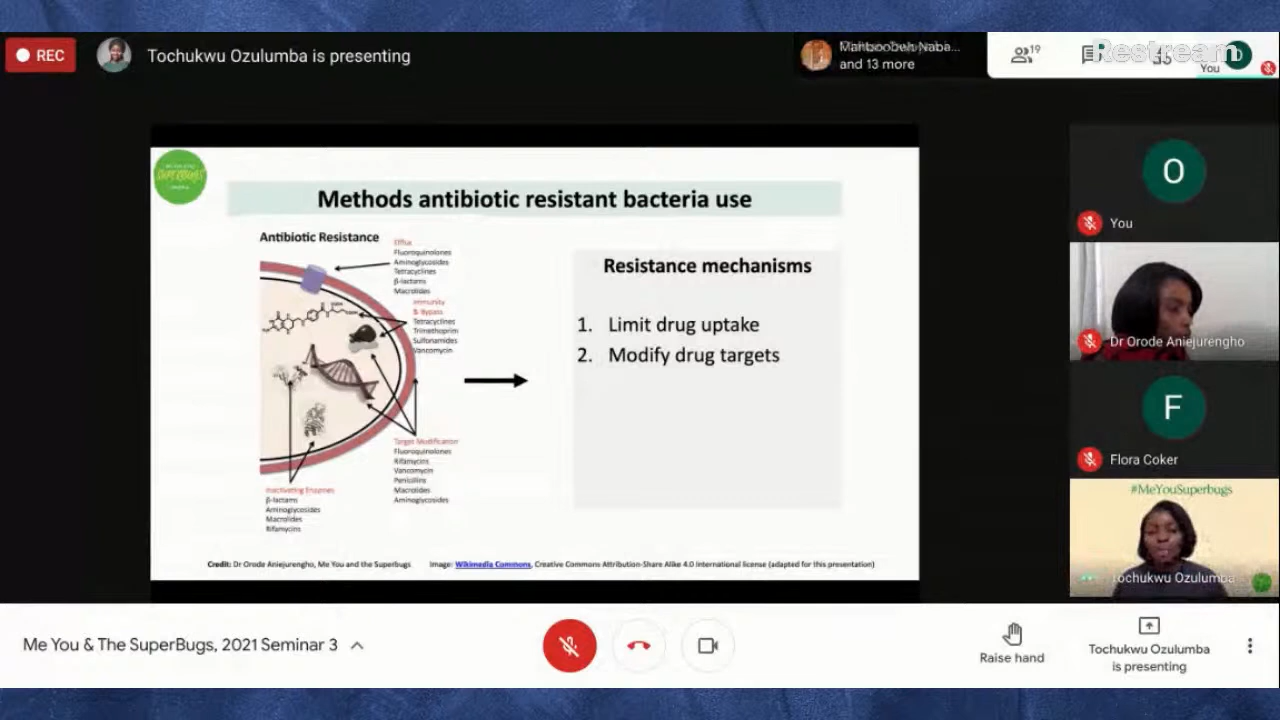 REC
Tochukwu Ozulumba is presenting
and 13 more
19
Restream
You
SUPERBUGS
Methods antibiotic resistant bacteria use
Antibiotic Resistance
Efflux
Fluoroquinolones
Aminoglycosides
Tetracyclines
β-lactams
Macrolides
Immunity
& Bypass
Tetracyclines
Trimethoprim
Sulfonamides
Vancomycin
Target Modification
Fluoroquinolones
Rifamycins
Vancomycin
Penicillins
Macrolides
Aminoglycosides
Inactivating Enzymes
β-lactams
Aminoglycosides
Macrolides
Rifamycins
Resistance mechanisms
1. Limit drug uptake
2. Modify drug targets
Credit: Dr Orode Aniejurengho, Me You and the Superbugs
Image: Wikimedia Commons, Creative Commons Attribution-Share Alike 4.0 International license (adapted for this presentation)
O
You
Dr Orode Aniejurengho
F
Flora Coker
#MeYouSuperbugs
Tochukwu Ozulumba
Me You & The SuperBugs, 2021 Seminar 3
Raise hand
Tochukwu Ozulumba
is presenting